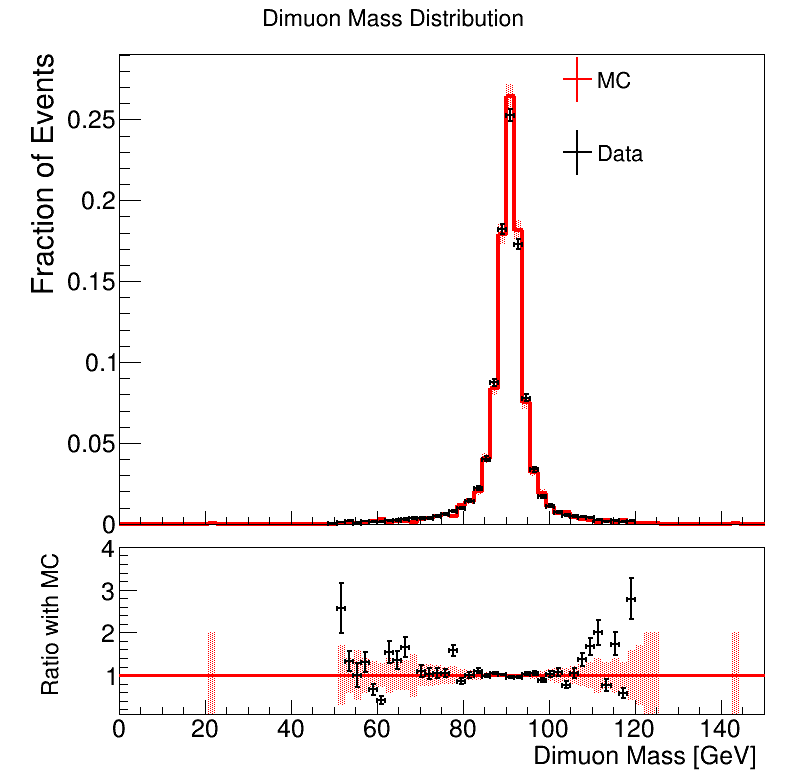 Dimuon Mass Distribution
Fraction of Events
0.25
0.2
0.15
0.1
0.05
0
MC
Data
Ratio with MC
4
3
2
1
0 20 40 60 80 100 120 140
Dimuon Mass [GeV]